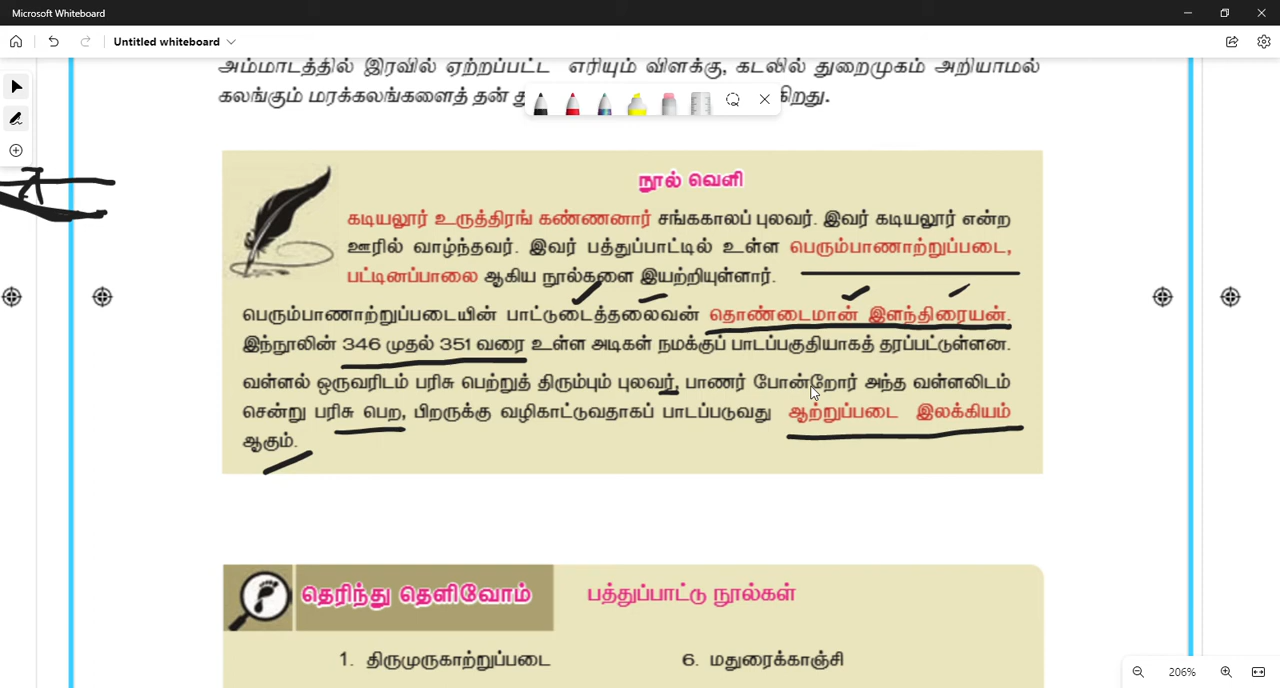 Microsoft Whiteboard
Untitled whiteboard
அம்மாடத்தில் இரவில் ஏற்றப்பட்ட எரியும் விளக்கு, கடலில் துறைமுகம் அறியாமல்
கலங்கும் மரக்கலங்களைத் தன்
நூல் வெளி
கடியலூர் உருத்திரங் கண்ணனார் சங்ககாலப் புலவர். இவர் கடியலூர் என்ற
ஊரில் வாழ்ந்தவர். இவர் பத்துப்பாட்டில் உள்ள பெரும்பாணாற்றுப்படை,
பட்டினப்பாலை ஆகிய நூல்களை இயற்றியுள்ளார்.
பெரும்பாணாற்றுப்படையின் பாட்டுடைத்தலைவன் தொண்டைமான் இளந்திரையன்.
இந்நூலின் 346 முதல் 351 வரை உள்ள அடிகள் நமக்குப் பாடப்பகுதியாகத் தரப்பட்டுள்ளன.
வள்ளல் ஒருவரிடம் பரிசு பெற்றுத் திரும்பும் புலவர், பாணர் போன்றோர் அந்த வள்ளலிடம்
சென்று பரிசு பெற, பிறருக்கு வழிகாட்டுவதாகப் பாடப்படுவது ஆற்றுப்படை இலக்கியம்
ஆகும்.
தெரிந்து தெளிவோம் பத்துப்பாட்டு நூல்கள்
1. திருமுருகாற்றுப்படை 6. மதுரைக்காஞ்சி
206%